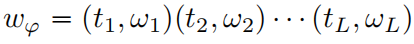 w_φ = (t_1, ω_1)(t_2, ω_2) ⋯ (t_L, ω_L)